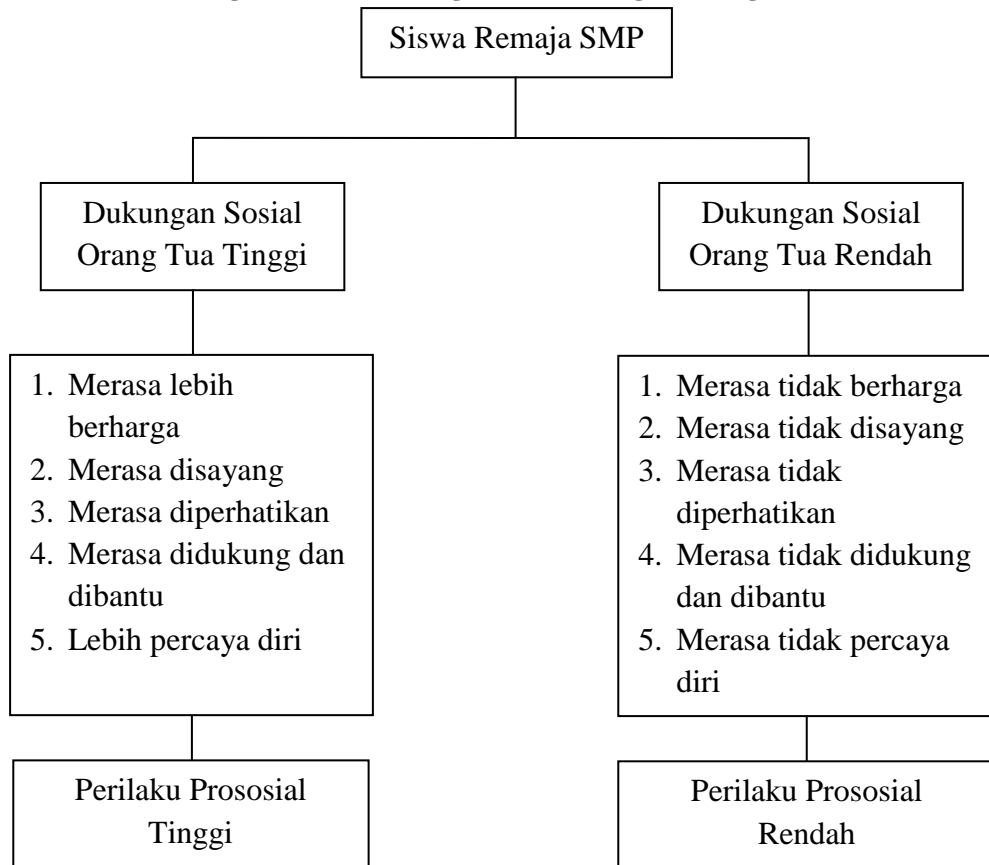 Siswa Remaja SMP
Dukungan Sosial
Orang Tua Tinggi
Dukungan Sosial
Orang Tua Rendah
1. Merasa lebih
berharga
2. Merasa disayang
3. Merasa diperhatikan
4. Merasa didukung dan
dibantu
5. Lebih percaya diri
1. Merasa tidak berharga
2. Merasa tidak disayang
3. Merasa tidak
diperhatikan
4. Merasa tidak didukung
dan dibantu
5. Merasa tidak percaya
diri
Perilaku Prososial
Tinggi
Perilaku Prososial
Rendah